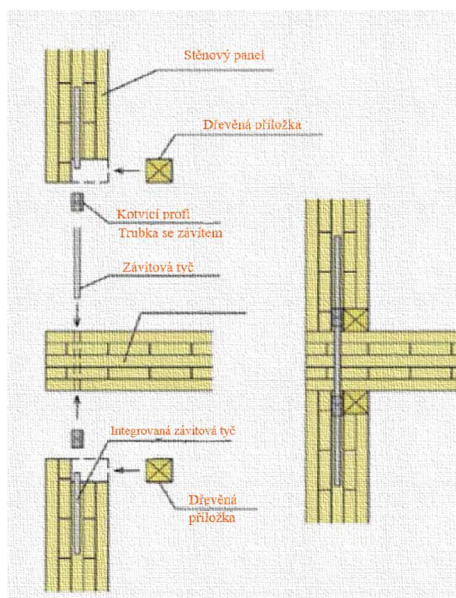 Stěnový panel
Dřevěná příložka
Kotvicí profi
Trubka se závitem
Závitová tyč
Integrovaná závitová tyč
Dřevěná
příložka